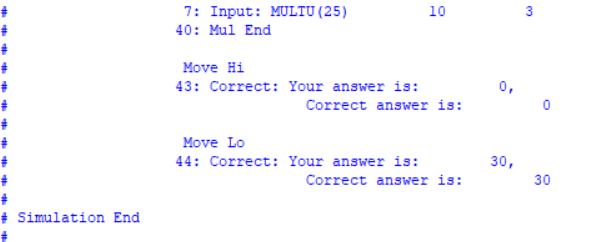 # 7: Input: MULTU(25) 10 3
# 40: Mul End
#
# Move Hi
# 43: Correct: Your answer is: 0,
# Correct answer is: 0
#
# Move Lo
# 44: Correct: Your answer is: 30,
# Correct answer is: 30
#
# Simulation End
#